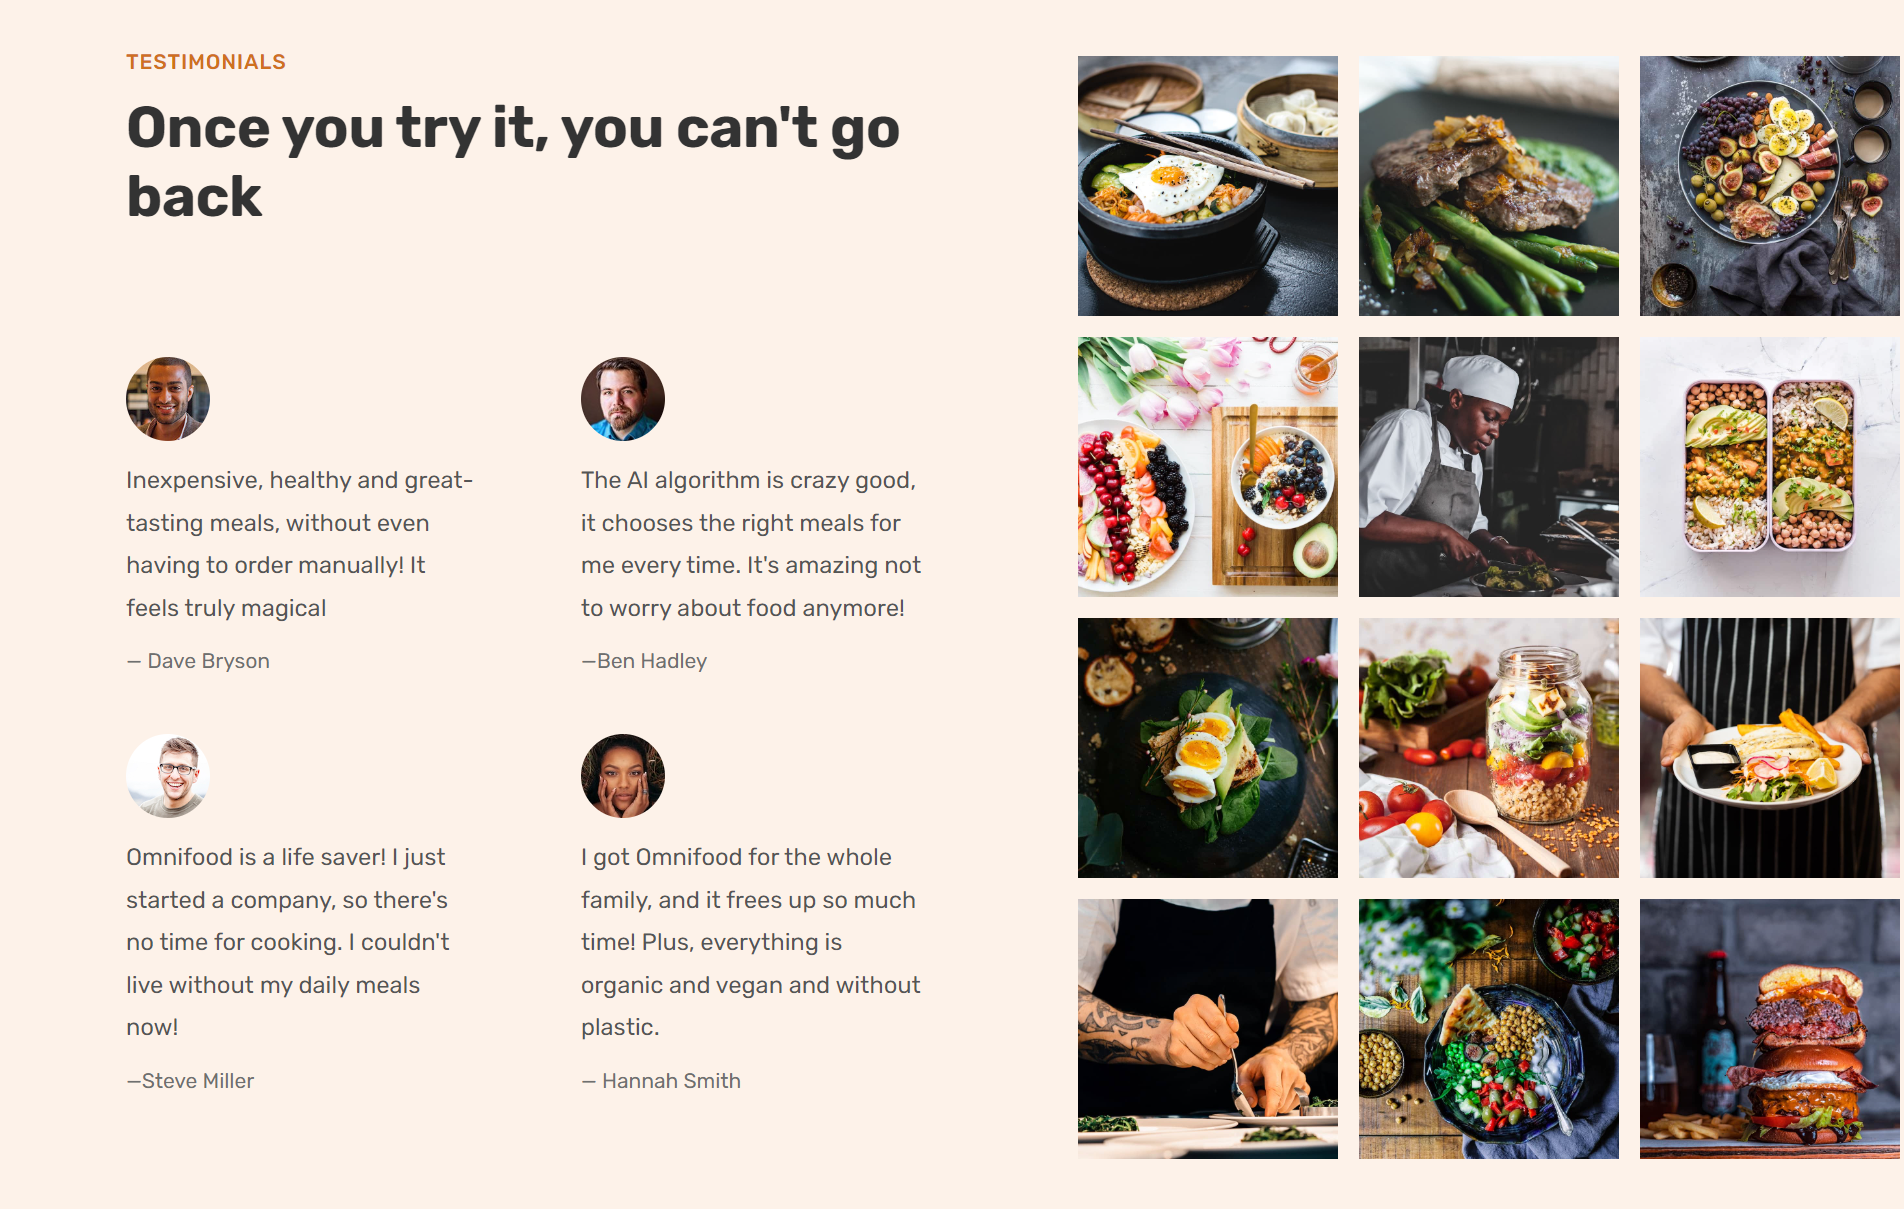 TESTIMONIALS
Once you try it, you can't go
back
Inexpensive, healthy and great-
tasting meals, without even
having to order manually! It
feels truly magical
— Dave Bryson
The AI algorithm is crazy good,
it chooses the right meals for
me every time. It's amazing not
to worry about food anymore!
—Ben Hadley
Omnifood is a life saver! I just
started a company, so there's
no time for cooking. I couldn't
live without my daily meals
now!
—Steve Miller
I got Omnifood for the whole
family, and it frees up so much
time! Plus, everything is
organic and vegan and without
plastic.
— Hannah Smith